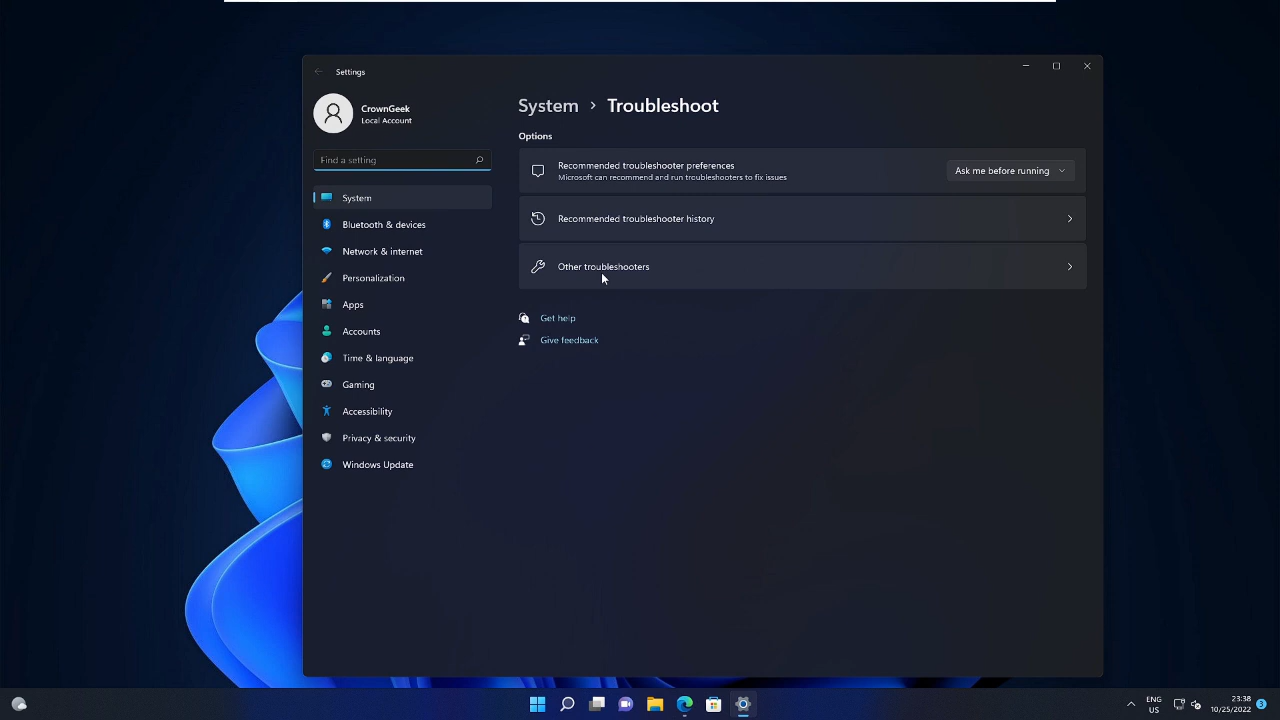 Settings
CrownGeek
Local Account
Find a setting
System
Bluetooth & devices
Network & internet
Personalization
Apps
Accounts
Time & language
Gaming
Accessibility
Privacy & security
Windows Update
System > Troubleshoot
Options
Recommended troubleshooter preferences
Microsoft can recommend and run troubleshooters to fix issues
Ask me before running
Recommended troubleshooter history
Other troubleshooters
Get help
Give feedback
ENG
US
23:38
10/25/2022
3